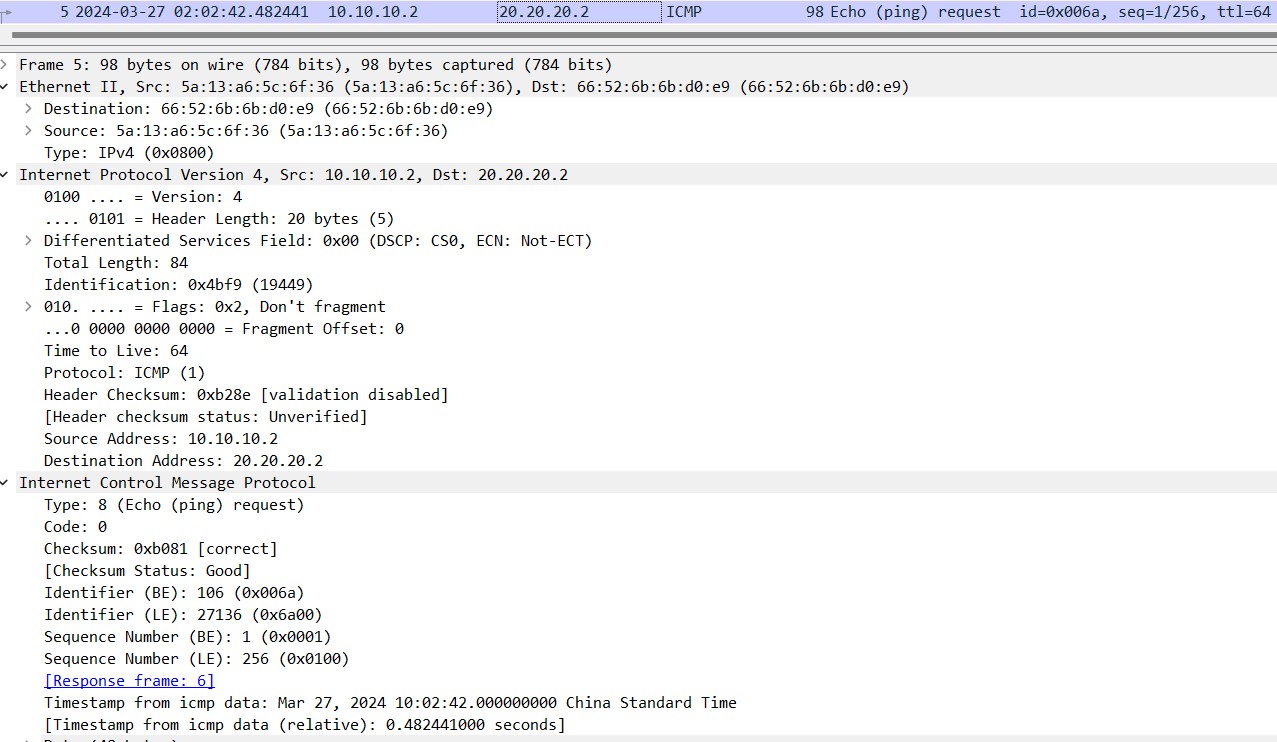 5 2024-03-27 02:02:42.482441 10.10.10.2 20.20.20.2 ICMP 98 Echo (ping) request id=0x006a, seq=1/256, ttl=64
Frame 5: 98 bytes on wire (784 bits), 98 bytes captured (784 bits)
Ethernet II, Src: 5a:13:a6:5c:6f:36 (5a:13:a6:5c:6f:36), Dst: 66:52:6b:6b:d0:e9 (66:52:6b:6b:d0:e9)
Destination: 66:52:6b:6b:d0:e9 (66:52:6b:6b:d0:e9)
Source: 5a:13:a6:5c:6f:36 (5a:13:a6:5c:6f:36)
Type: IPv4 (0x0800)
Internet Protocol Version 4, Src: 10.10.10.2, Dst: 20.20.20.2
0100 .... = Version: 4
.... 0101 = Header Length: 20 bytes (5)
Differentiated Services Field: 0x00 (DSCP: CS0, ECN: Not-ECT)
Total Length: 84
Identification: 0x4bf9 (19449)
010. .... = Flags: 0x2, Don't fragment
...0 0000 0000 0000 = Fragment Offset: 0
Time to Live: 64
Protocol: ICMP (1)
Header Checksum: 0xb28e [validation disabled]
[Header checksum status: Unverified]
Source Address: 10.10.10.2
Destination Address: 20.20.20.2
Internet Control Message Protocol
Type: 8 (Echo (ping) request)
Code: 0
Checksum: 0xb081 [correct]
[Checksum Status: Good]
Identifier (BE): 106 (0x006a)
Identifier (LE): 27136 (0x6a00)
Sequence Number (BE): 1 (0x0001)
Sequence Number (LE): 256 (0x0100)
[Response frame: 6]
Timestamp from icmp data: Mar 27, 2024 10:02:42.000000000 China Standard Time
[Timestamp from icmp data (relative): 0.482441000 seconds]